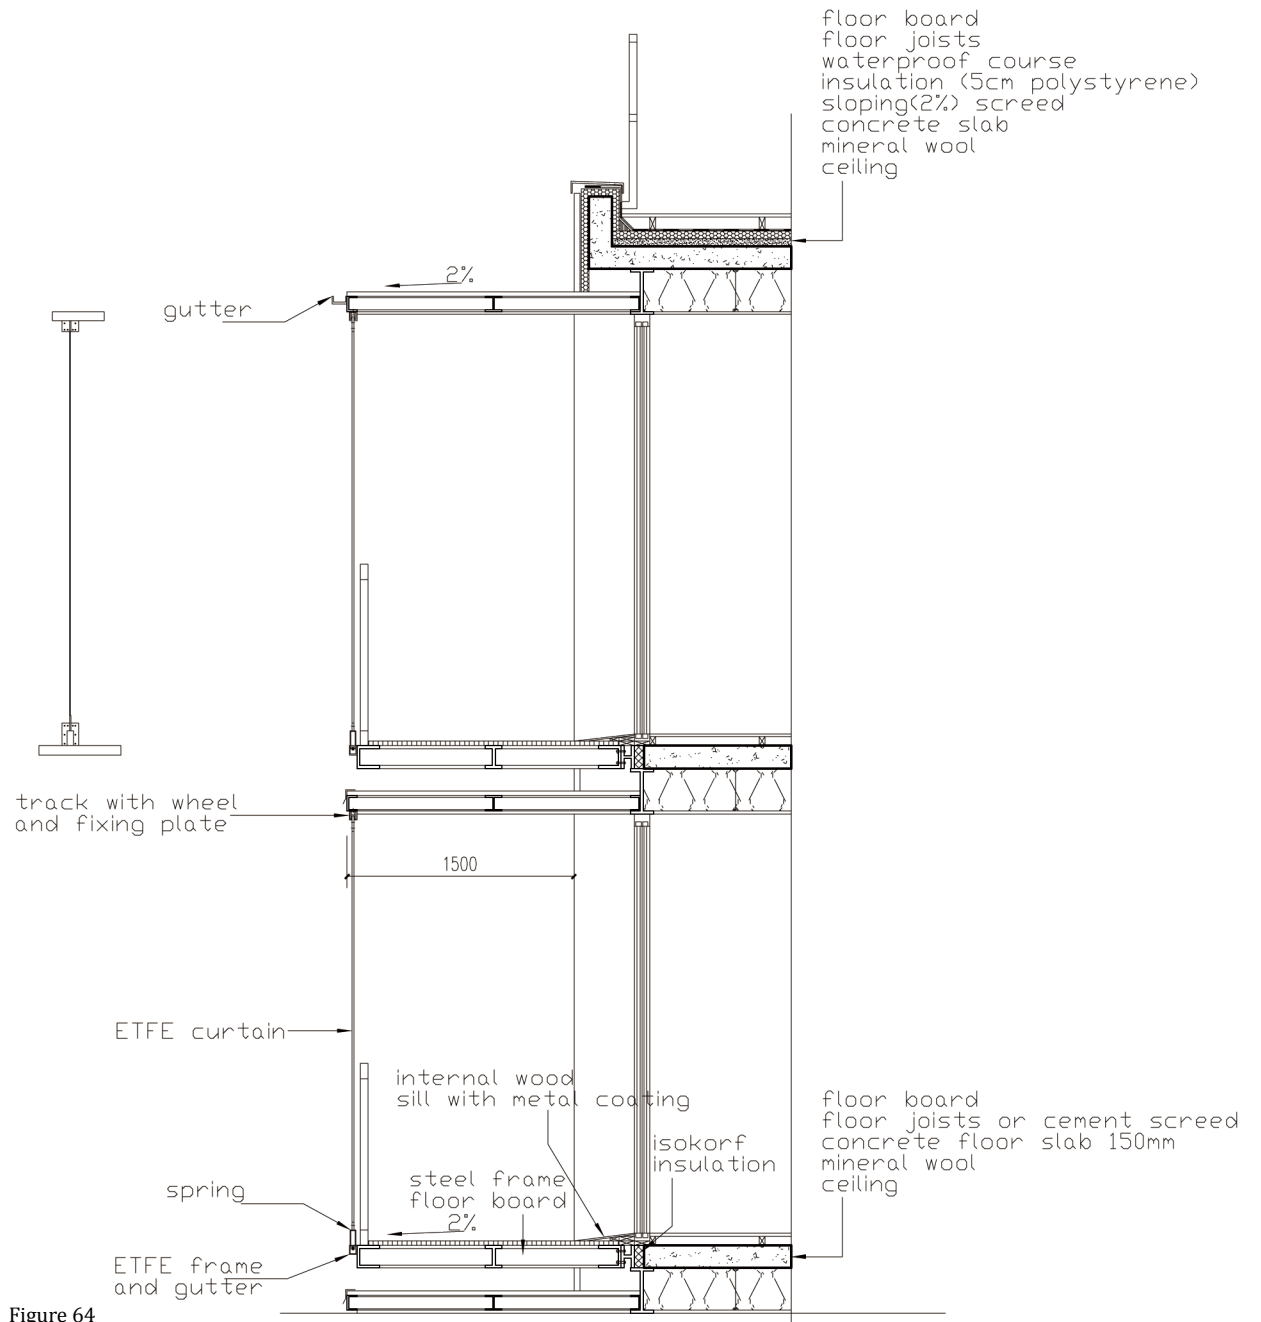 floor board
floor joists
waterproof course
insulation (5cm polystyrene)
sloping(2%) screed
concrete slab
mineral wool
ceiling
2%
gutter
track with wheel
and fixing plate
1500
ETFE curtain
internal wood
sill with metal coating
floor board
floor joists or cement screed
concrete floor slab 150mm
mineral wool
ceiling
isokorf
insulation
steel frame
floor board
spring
2%
ETFE frame
and gutter
Figure 64